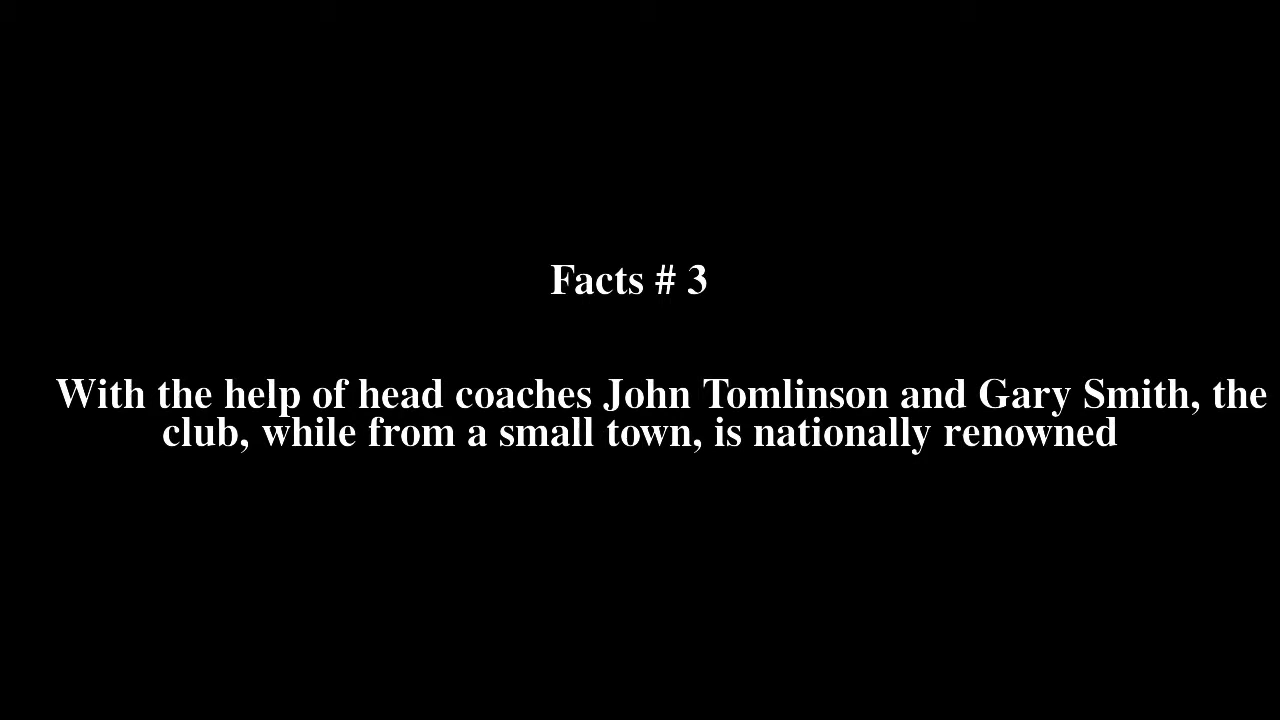 Facts # 3
With the help of head coaches John Tomlinson and Gary Smith, the
club, while from a small town, is nationally renowned